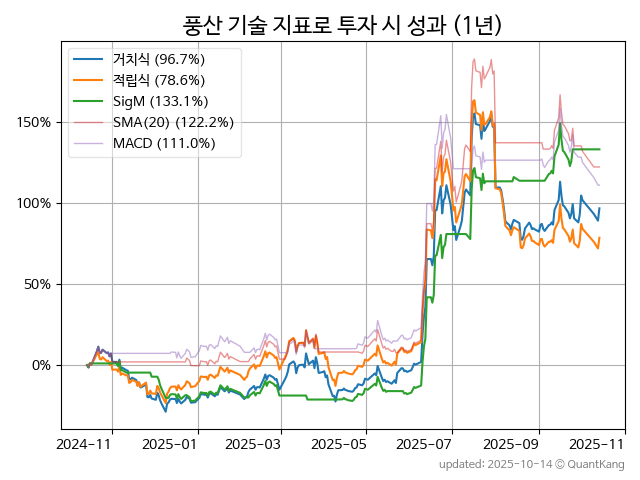 풍산 기술 지표로 투자 시 성과 (1년)
거치식 (96.7%)
적립식 (78.6%)
SigM (133.1%)
SMA(20) (122.2%)
MACD (111.0%)
150%
100%
50%
0%
2024-11
2025-01
2025-03
2025-05
2025-07
2025-09
2025-11
updated: 2025-10-14 © QuantKang